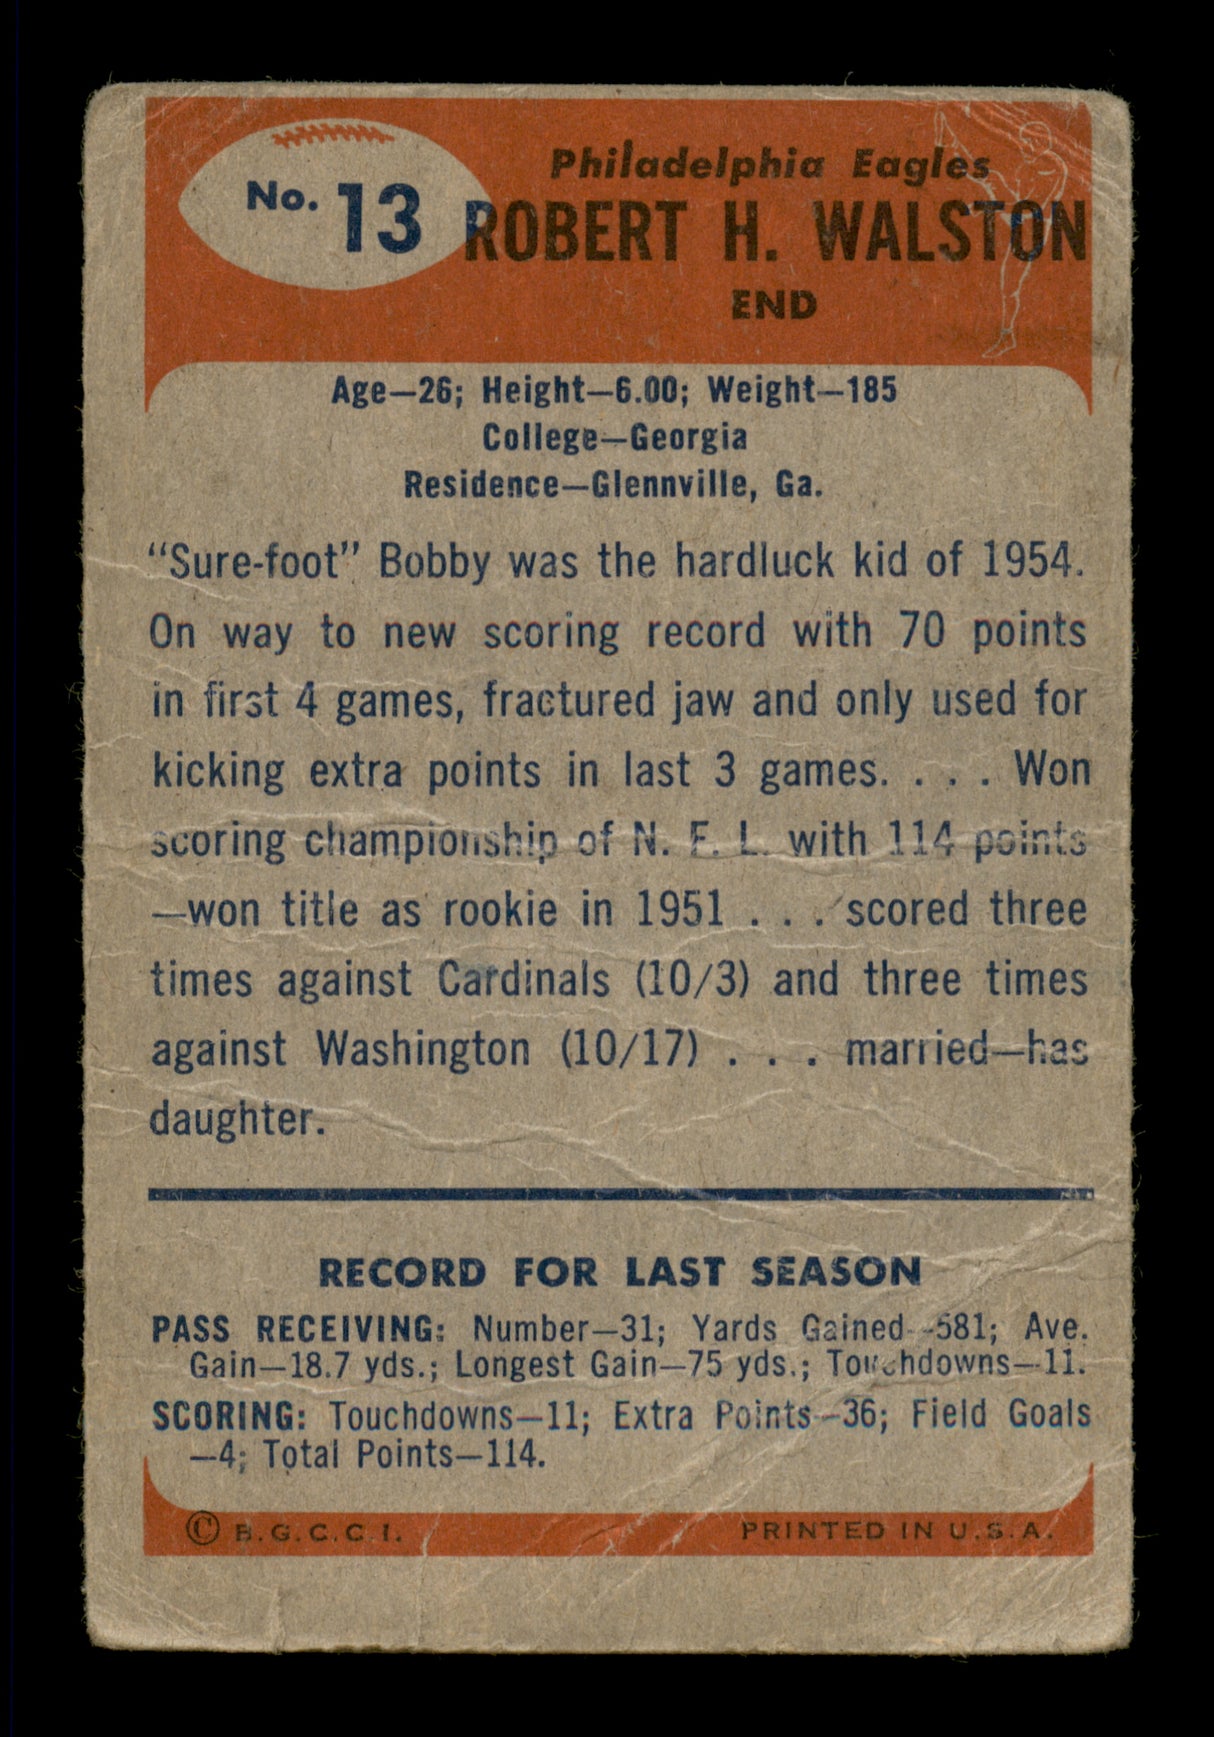 Philadelphia Eagles
No. 13 ROBERT H. WALSTON
END
Age—26; Height—6.00; Weight—185
College—Georgia
Residence—Glennville, Ga.
“Sure-foot” Bobby was the hardluck kid of 1954.
On way to new scoring record with 70 points
in first 4 games, fractured jaw and only used for
kicking extra points in last 3 games. . . . Won
scoring championship of N. F. L. with 114 points
—won title as rookie in 1951 . . . scored three
times against Cardinals (10/3) and three times
against Washington (10/17) . . . married—has
daughter.
RECORD FOR LAST SEASON
PASS RECEIVING: Number—31; Yards Gained—581; Ave.
Gain—18.7 yds.; Longest Gain—75 yds.; Touchdowns—11.
SCORING: Touchdowns—11; Extra Points—36; Field Goals
—4; Total Points—114.
© B.G.C.C.I. PRINTED IN U.S.A.